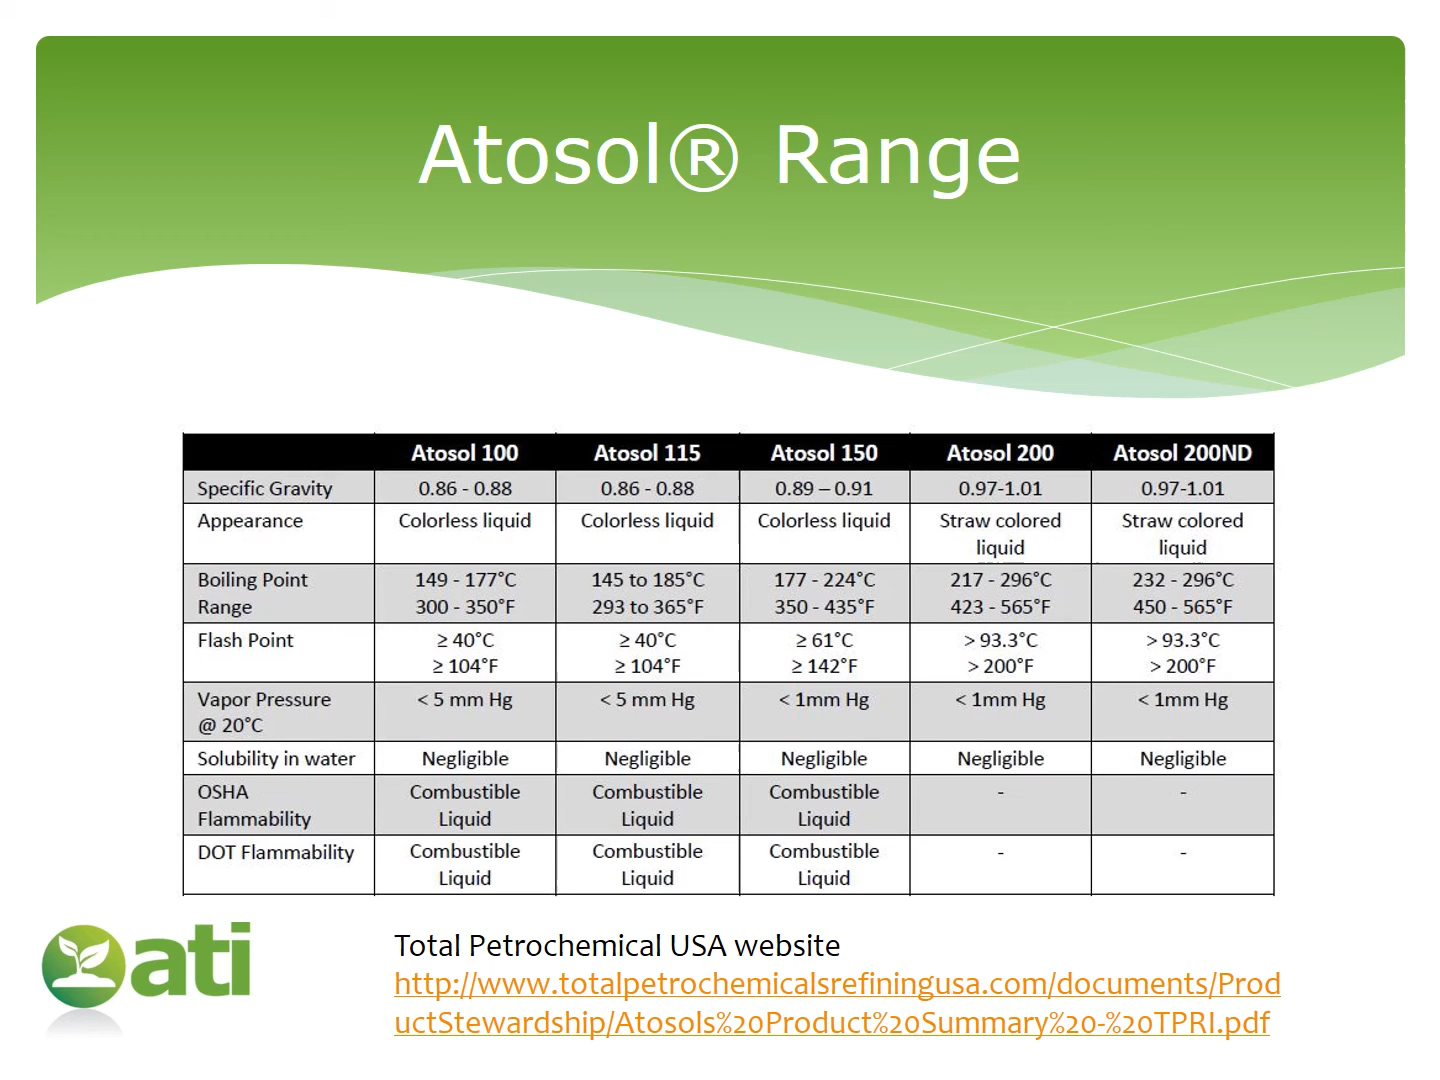 Atosol® Range
Atosol 100 Atosol 115 Atosol 150 Atosol 200 Atosol 200ND
Specific Gravity 0.86 - 0.88 0.86 - 0.88 0.89 – 0.91 0.97-1.01 0.97-1.01
Appearance Colorless liquid Colorless liquid Colorless liquid Straw colored Straw colored
liquid liquid
Boiling Point 149 - 177°C 145 to 185°C 177 - 224°C 217 - 296°C 232 - 296°C
Range 300 - 350°F 293 to 365°F 350 - 435°F 423 - 565°F 450 - 565°F
Flash Point ≥ 40°C ≥ 40°C ≥ 61°C > 93.3°C > 93.3°C
≥ 104°F ≥ 104°F ≥ 142°F > 200°F > 200°F
Vapor Pressure < 5 mm Hg < 5 mm Hg < 1mm Hg < 1mm Hg < 1mm Hg
@ 20°C
Solubility in water Negligible Negligible Negligible Negligible Negligible
OSHA Combustible Combustible Combustible - -
Flammability Liquid Liquid Liquid
DOT Flammability Combustible Combustible Combustible - -
Liquid Liquid Liquid
ati
Total Petrochemical USA website
http://www.totalpetrochemicalsrefiningusa.com/documents/Prod
uctStewardship/Atosols%20Product%20Summary%20-%20TPRI.pdf